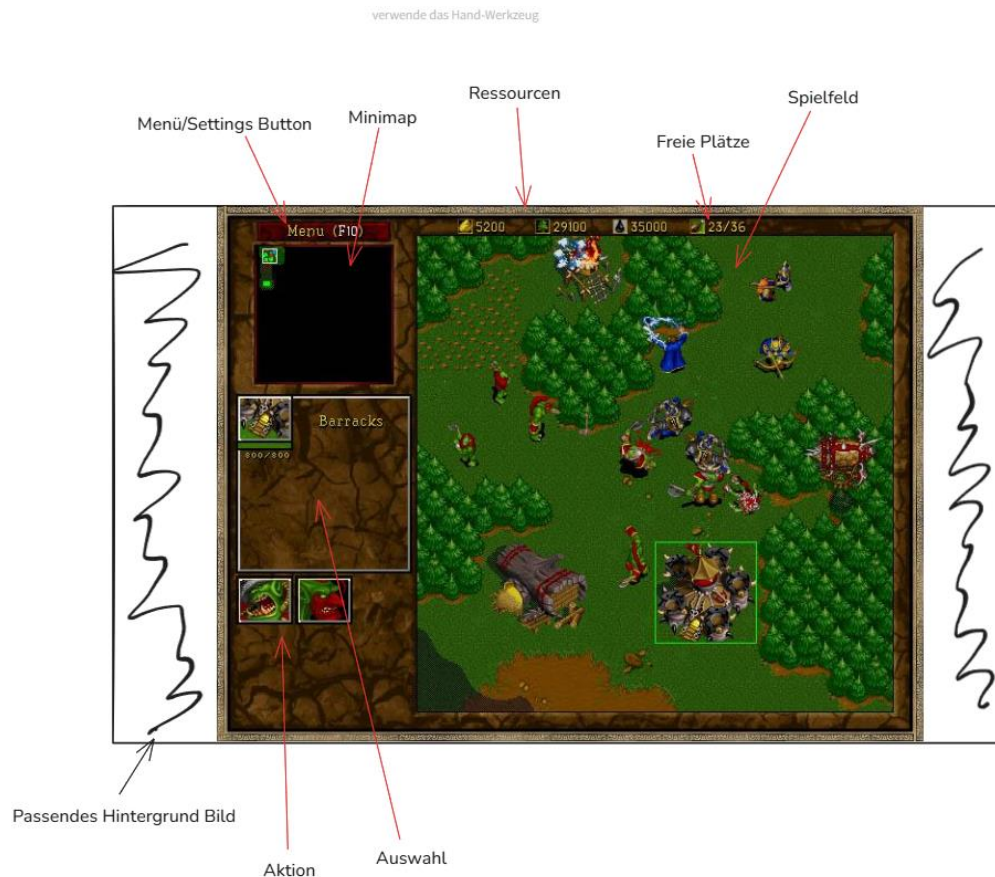 verwende das Hand-Werkzeug
Ressourcen
Spielfeld
Menü/Settings Button
Minimap
Freie Plätze
Menu (F10)
5200
29100
35000
23/36
Barracks
800/800
Passendes Hintergrund Bild
Auswahl
Aktion